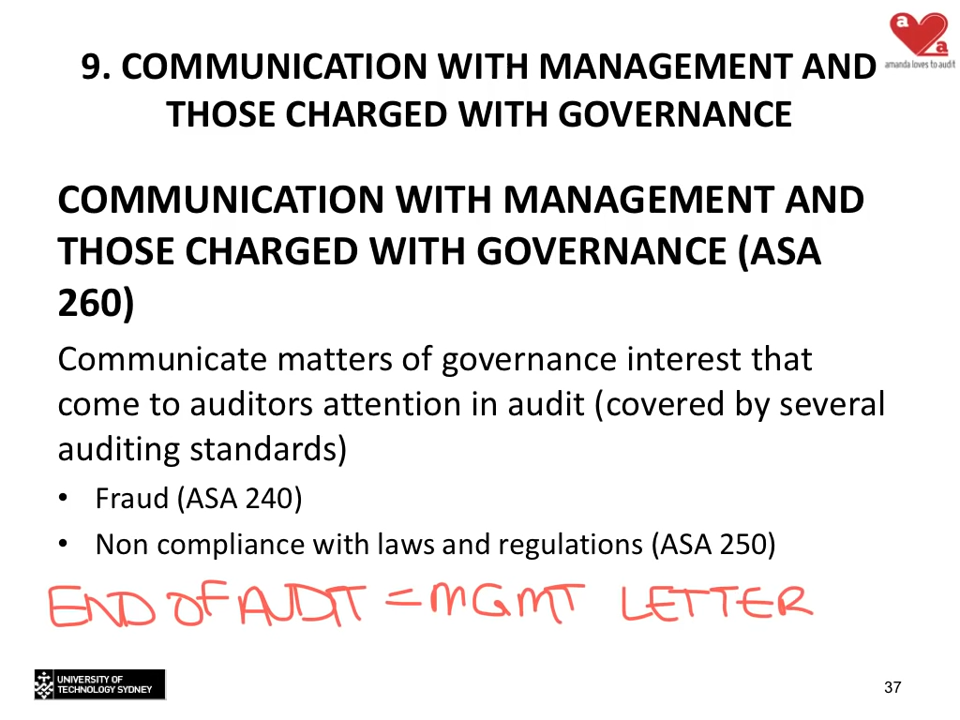 a
a
amanda loves to audit
9. COMMUNICATION WITH MANAGEMENT AND
THOSE CHARGED WITH GOVERNANCE
COMMUNICATION WITH MANAGEMENT AND
THOSE CHARGED WITH GOVERNANCE (ASA
260)
Communicate matters of governance interest that
come to auditors attention in audit (covered by several
auditing standards)
• Fraud (ASA 240)
• Non compliance with laws and regulations (ASA 250)
END OF AUDIT = MGMT LETTER
UNIVERSITY OF
TECHNOLOGY SYDNEY
37